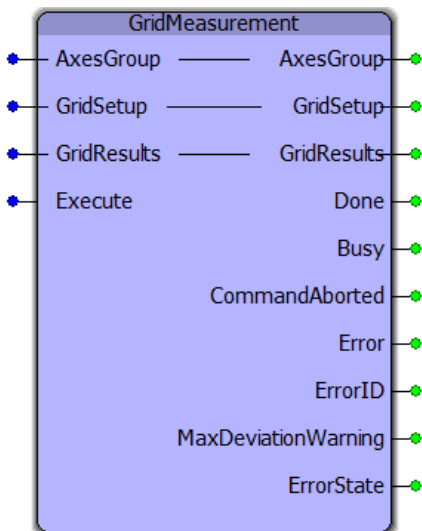 GridMeasurement
AxesGroup AxesGroup
GridSetup GridSetup
GridResults GridResults
Execute Done
Busy
CommandAborted
Error
ErrorID
MaxDeviationWarning
ErrorState